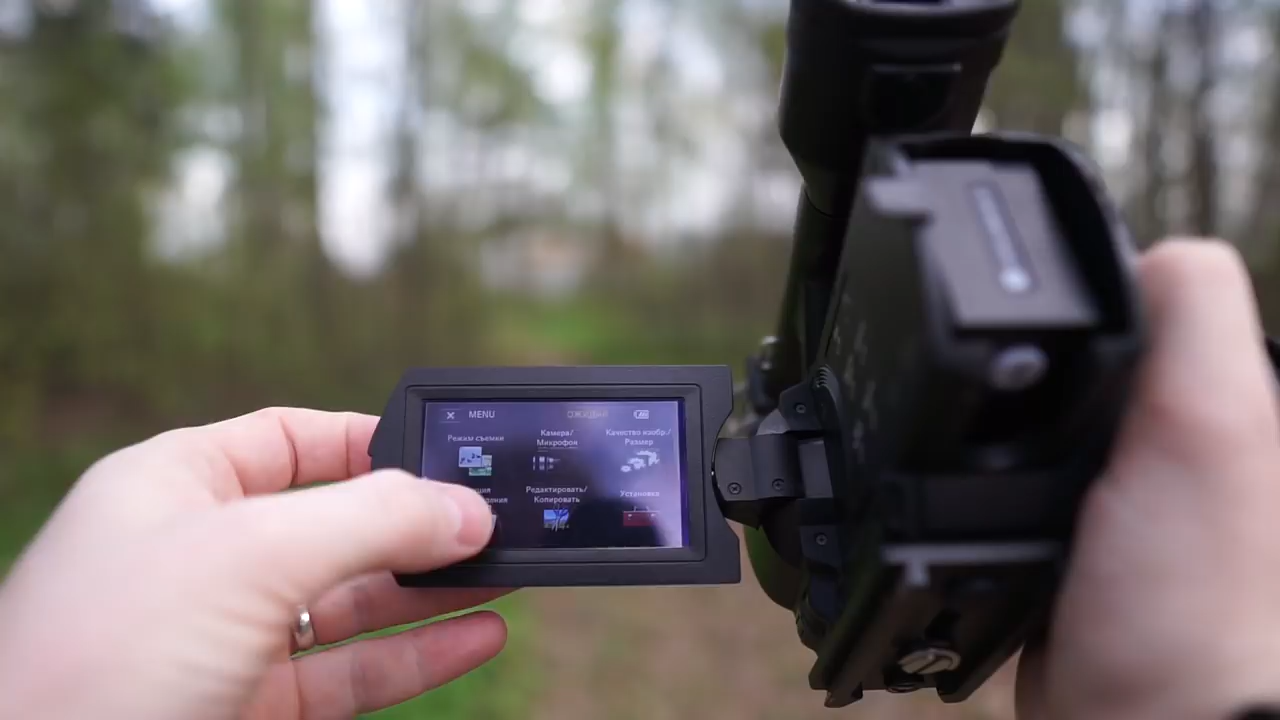 MENU
ОЖИДАН
Режим съемки
Камера/
Микрофон
Качество изобр./
Размер
Редактировать/
Копировать
Установка